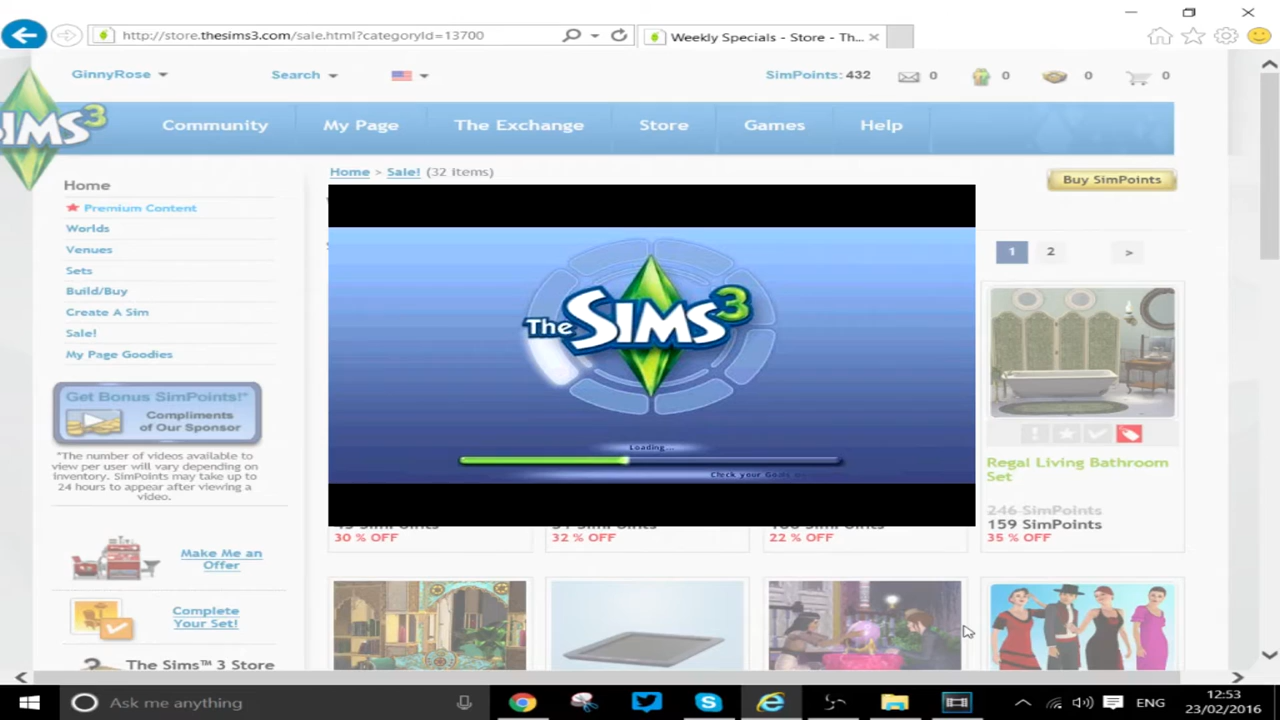 http://store.thesims3.com/sale.html?categoryId=13700
Weekly Specials - Store - Th...
GinnyRose
Search
SimPoints: 432
0
0
0
0
SIMS 3
Community
My Page
The Exchange
Store
Games
Help
Home > Sale! (32 Items)
Buy SimPoints
Home
Premium Content
Worlds
Venues
Sets
Build/Buy
Create A Sim
Sale!
My Page Goodies
1 2 >
The SIMS 3
Loading...
Check your Goals
Get Bonus SimPoints!*
Compliments
of Our Sponsor
*The number of videos available to
view per user will vary depending on
inventory. SimPoints may take up to
24 hours to appear after viewing a
video.
Regal Living Bathroom
Set
246 SimPoints
159 SimPoints
35 % OFF
SimPoints
30 % OFF
SimPoints
32 % OFF
SimPoints
22 % OFF
Make Me an
Offer
Complete
Your Set!
The Sims™ 3 Store
Ask me anything
ENG
12:53
23/02/2016